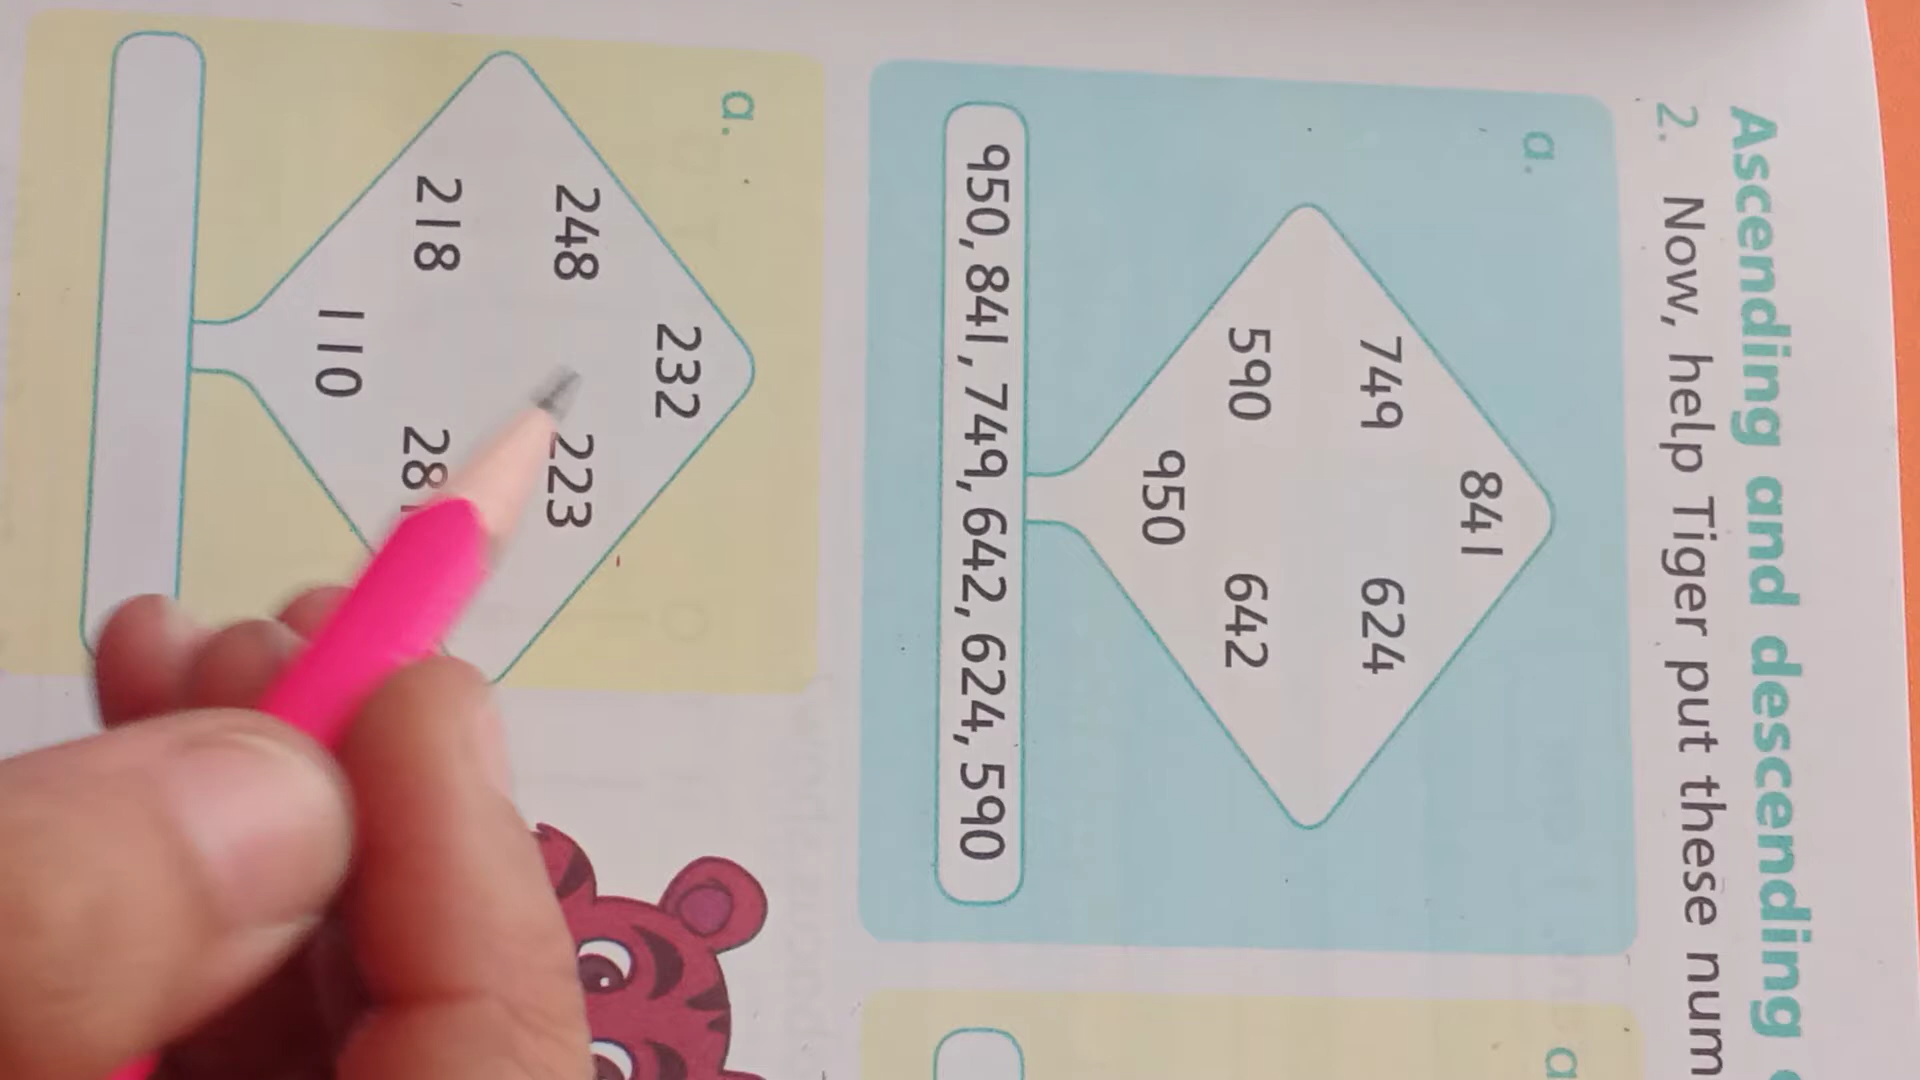 Ascending and descending
2. Now, help Tiger put these num
a.
841
749 624
590 642
950
950, 841, 749, 642, 624, 590
a.
a.
232
248 223
218
110